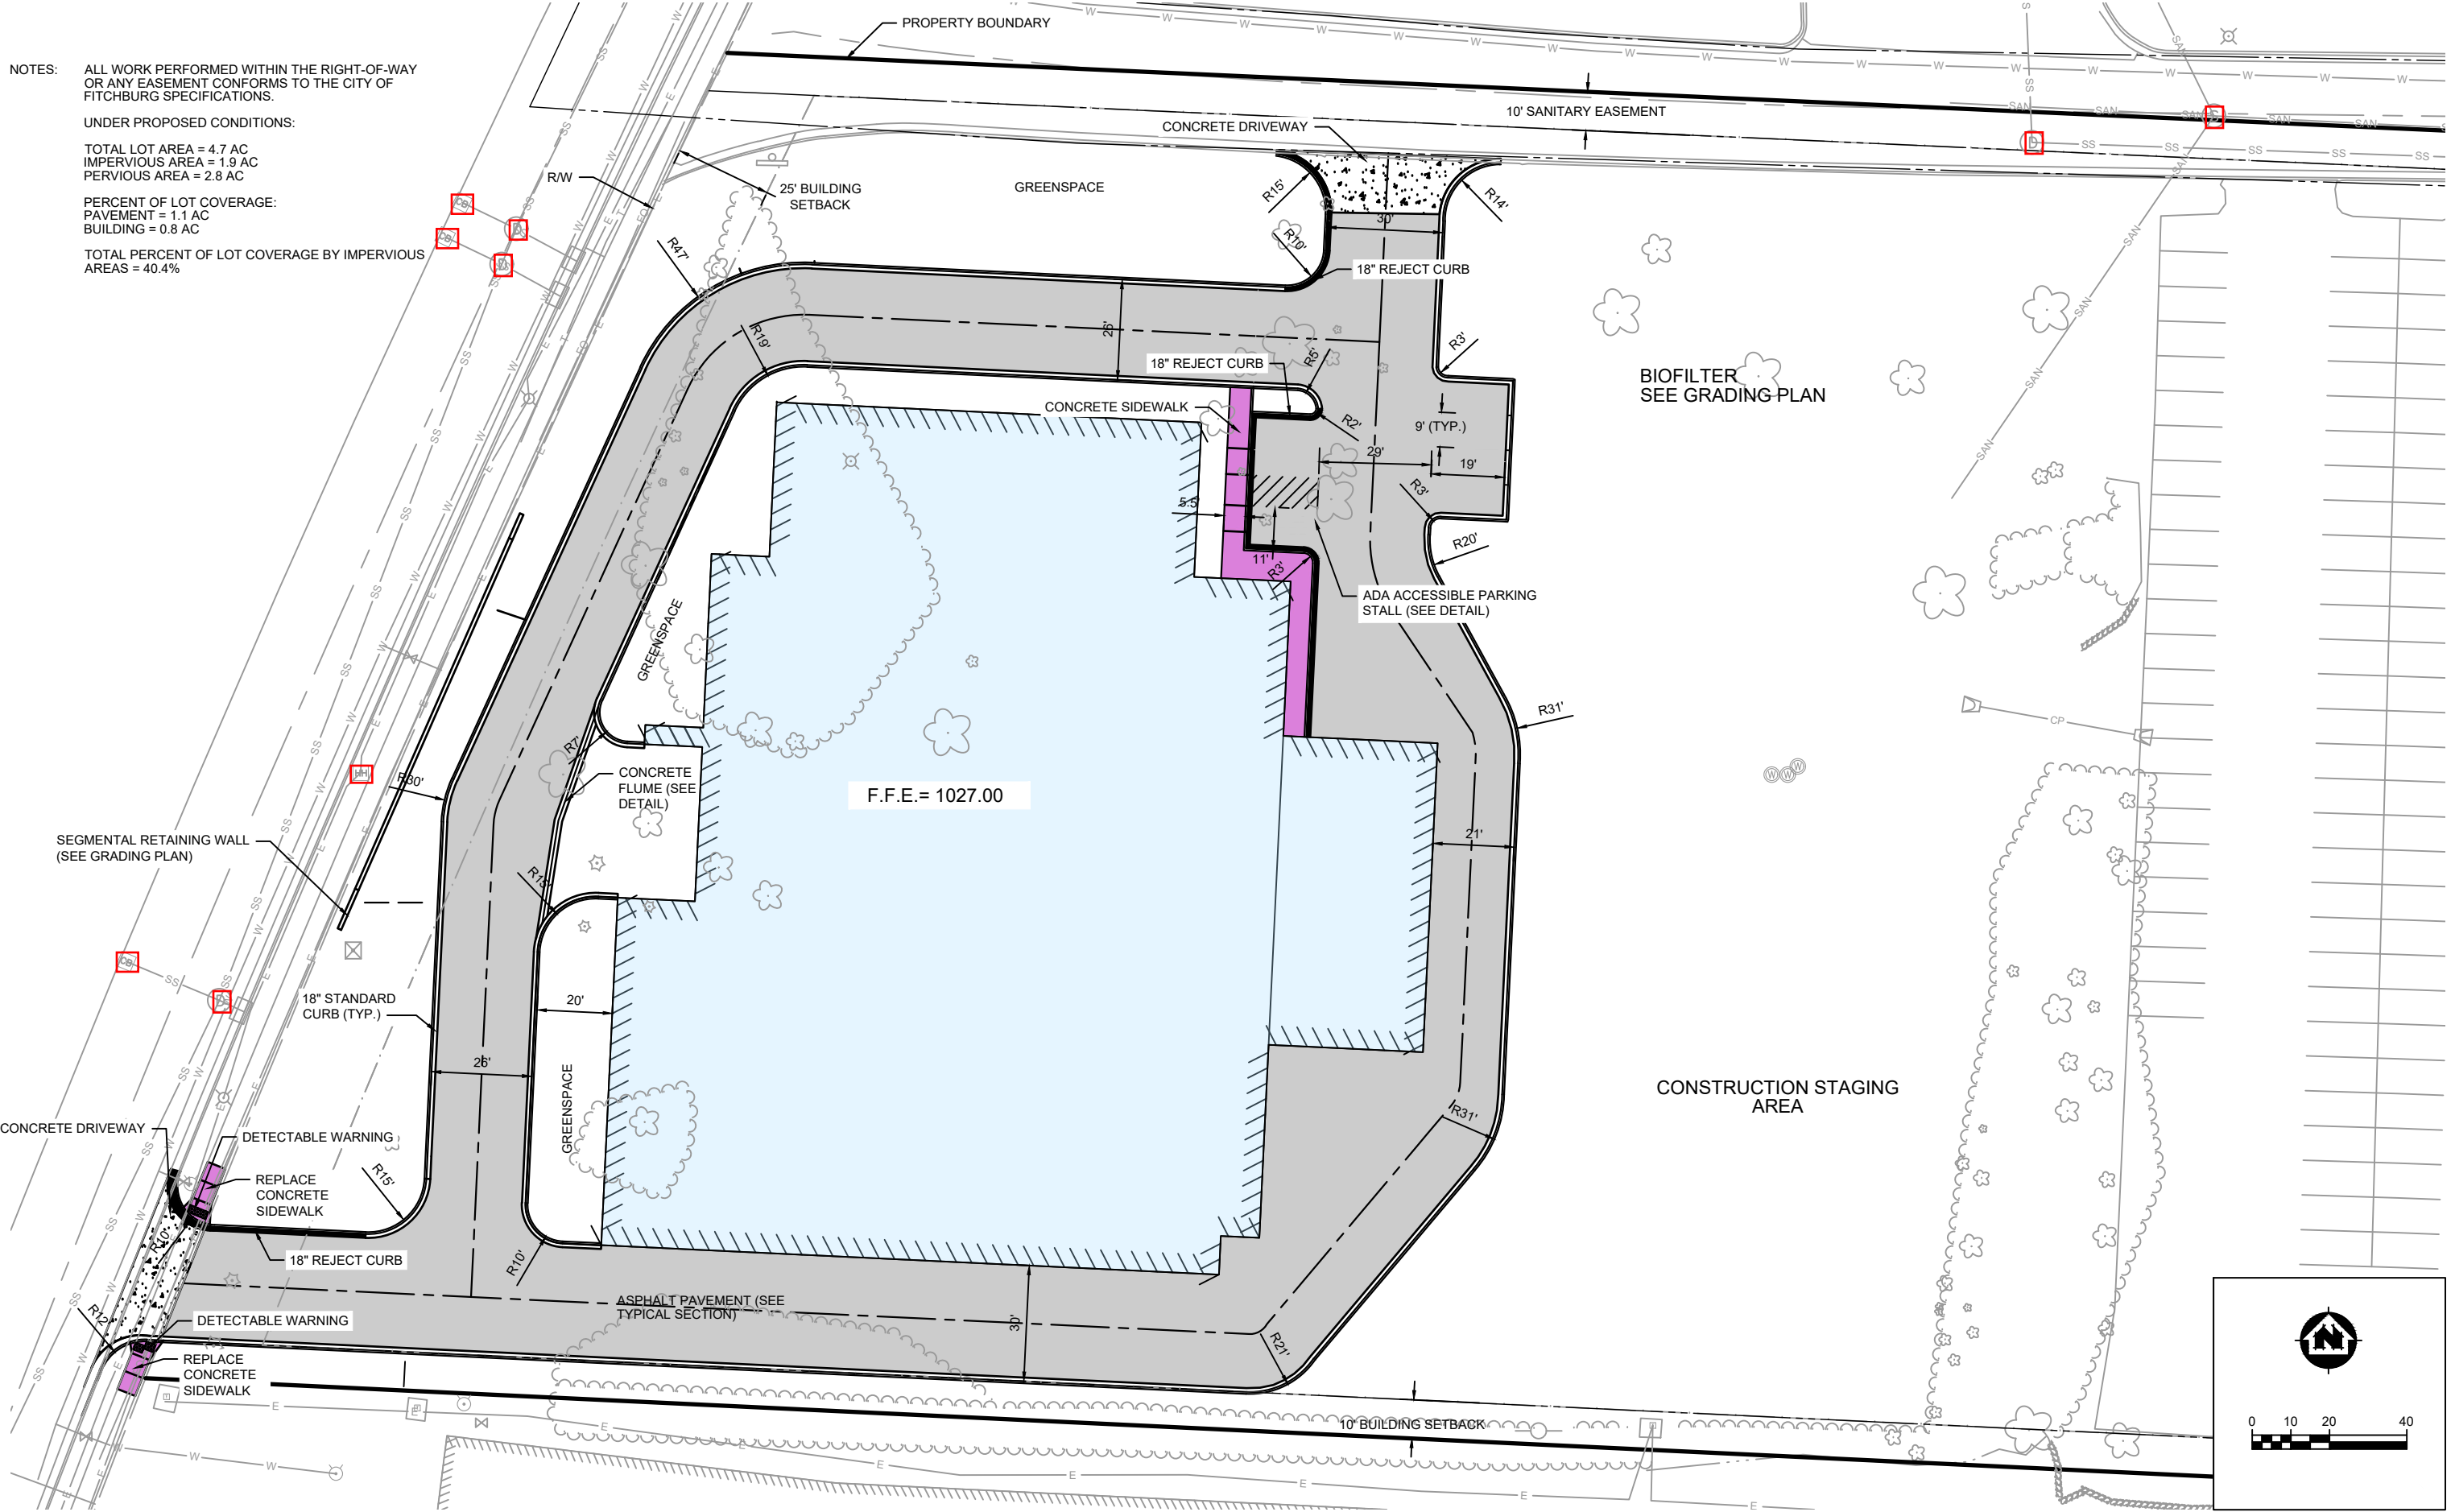 PROPERTY BOUNDARY
NOTES: ALL WORK PERFORMED WITHIN THE RIGHT-OF-WAY
OR ANY EASEMENT CONFORMS TO THE CITY OF
FITCHBURG SPECIFICATIONS.
UNDER PROPOSED CONDITIONS:
TOTAL LOT AREA = 4.7 AC
IMPERVIOUS AREA = 1.9 AC
PERVIOUS AREA = 2.8 AC
PERCENT OF LOT COVERAGE:
PAVEMENT = 1.1 AC
BUILDING = 0.8 AC
TOTAL PERCENT OF LOT COVERAGE BY IMPERVIOUS
AREAS = 40.4%
10' SANITARY EASEMENT
CONCRETE DRIVEWAY
R/W
25' BUILDING
SETBACK
GREENSPACE
R15'
R14'
30'
R10'
R47'
18" REJECT CURB
26'
R19'
R5'
R3'
18" REJECT CURB
CONCRETE SIDEWALK
R2'
9' (TYP.)
BIOFILTER
SEE GRADING PLAN
29'
19'
R3'
5.5'
11'
R3'
R20'
ADA ACCESSIBLE PARKING
STALL (SEE DETAIL)
GREENSPACE
R31'
R7'
CONCRETE
FLUME (SEE
DETAIL)
R30'
HH
F.F.E.= 1027.00
CP
W W W
21'
SEGMENTAL RETAINING WALL
(SEE GRADING PLAN)
R15'
CB
18" STANDARD
CURB (TYP.)
20'
26'
GREENSPACE
CONSTRUCTION STAGING
AREA
R31'
CONCRETE DRIVEWAY
DETECTABLE WARNING
REPLACE
CONCRETE
SIDEWALK
R15'
R10'
18" REJECT CURB
R10'
ASPHALT PAVEMENT (SEE
TYPICAL SECTION)
30'
R12'
DETECTABLE WARNING
R21'
REPLACE
CONCRETE
SIDEWALK
10' BUILDING SETBACK
N
0 10 20 40